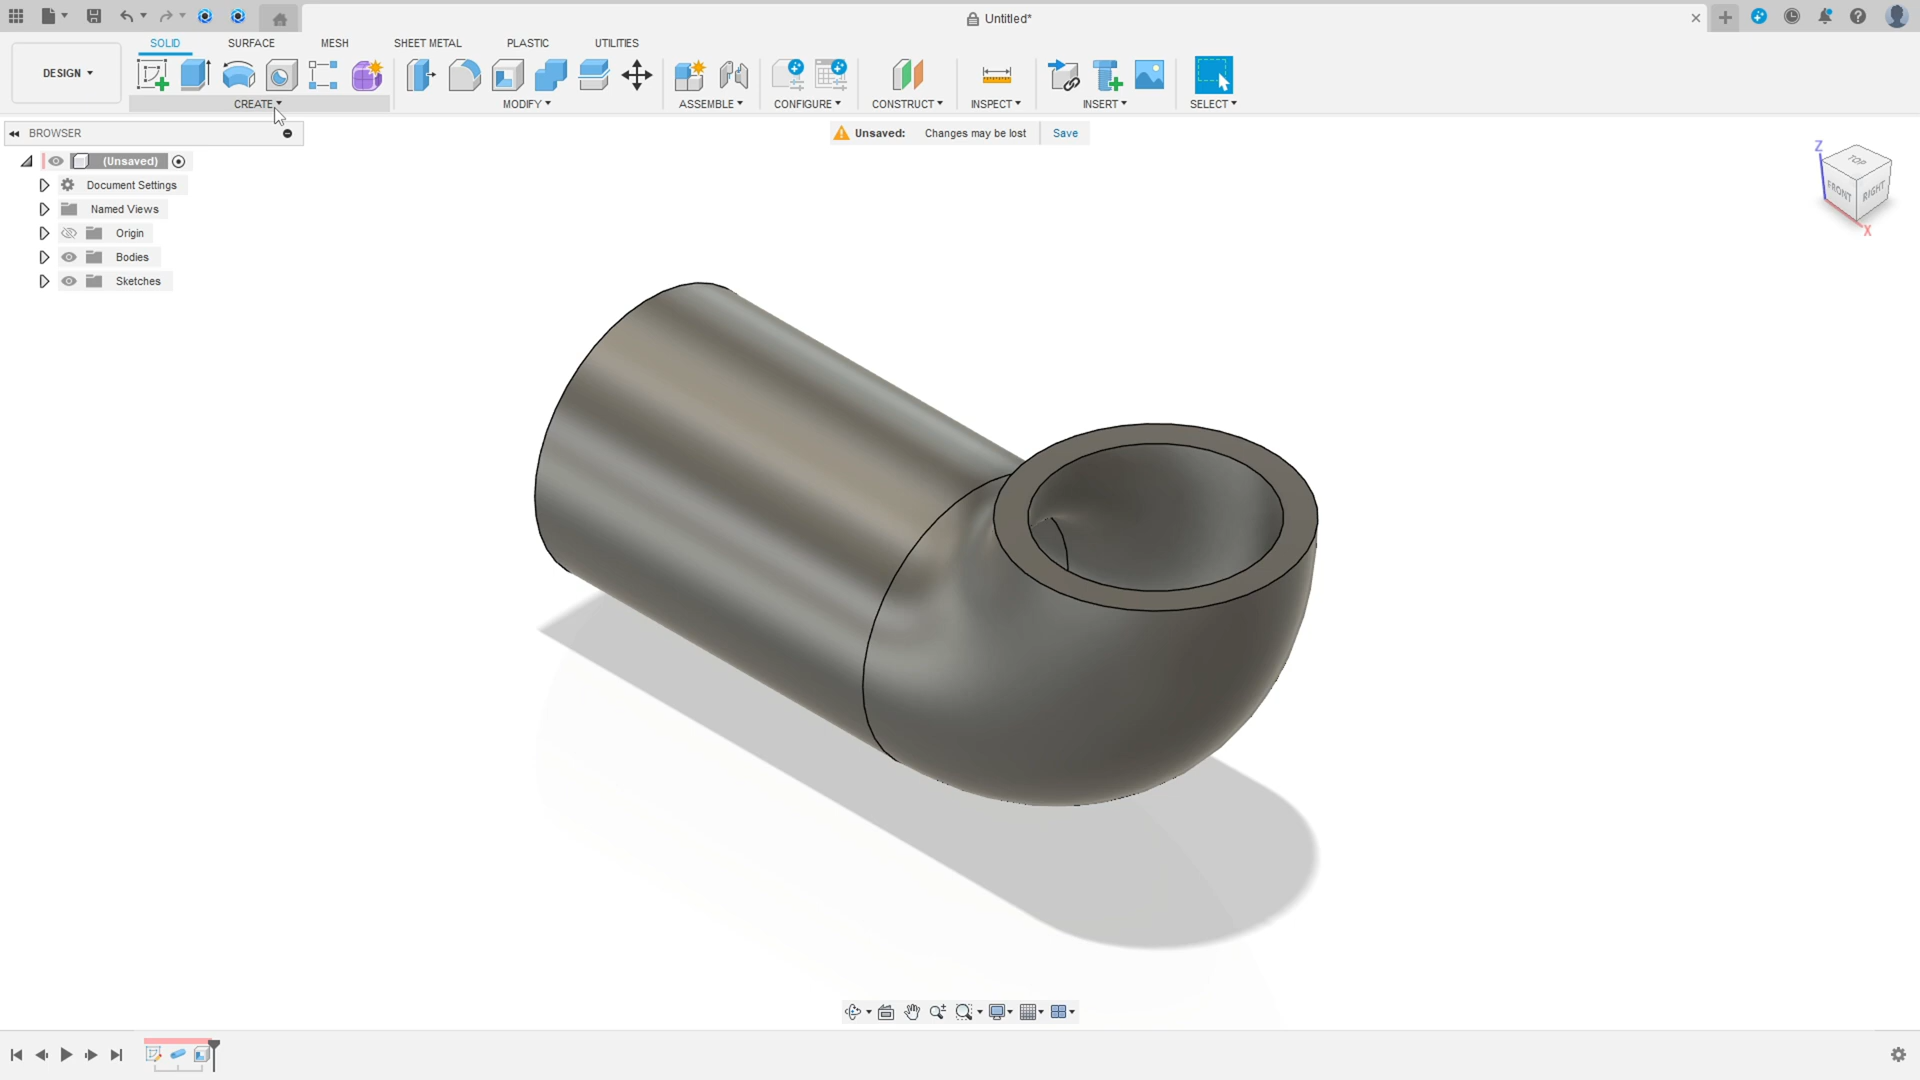 Untitled*
DESIGN
SOLID
SURFACE
MESH
SHEET METAL
PLASTIC
UTILITIES
CREATE
MODIFY
ASSEMBLE
CONFIGURE
CONSTRUCT
INSPECT
INSERT
SELECT
BROWSER
Unsaved: Changes may be lost Save
(Unsaved)
Document Settings
Named Views
Origin
Bodies
Sketches
Z
TOP
FRONT
RIGHT
X